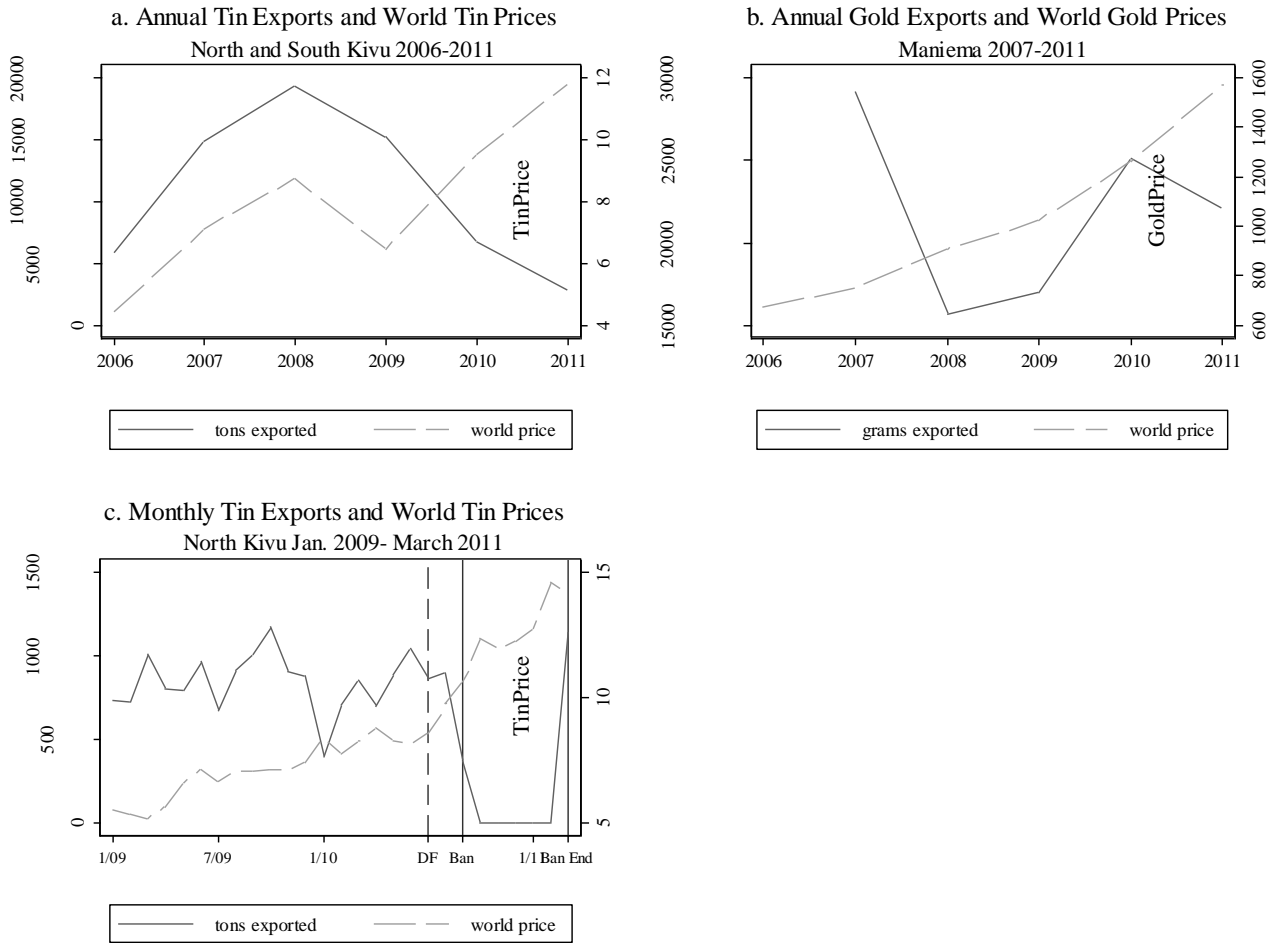 a. Annual Tin Exports and World Tin Prices
North and South Kivu 2006-2011
20000
15000
10000
5000
0
12
10
8
6
4
TinPrice
2006 2007 2008 2009 2010 2011
tons exported world price
b. Annual Gold Exports and World Gold Prices
Maniema 2007-2011
30000
25000
20000
15000
1600
1400
1200
1000
800
600
GoldPrice
2006 2007 2008 2009 2010 2011
grams exported world price
c. Monthly Tin Exports and World Tin Prices
North Kivu Jan. 2009- March 2011
1500
1000
500
0
15
10
5
TinPrice
1/09 7/09 1/10 DF Ban 1/1 Ban End
tons exported world price